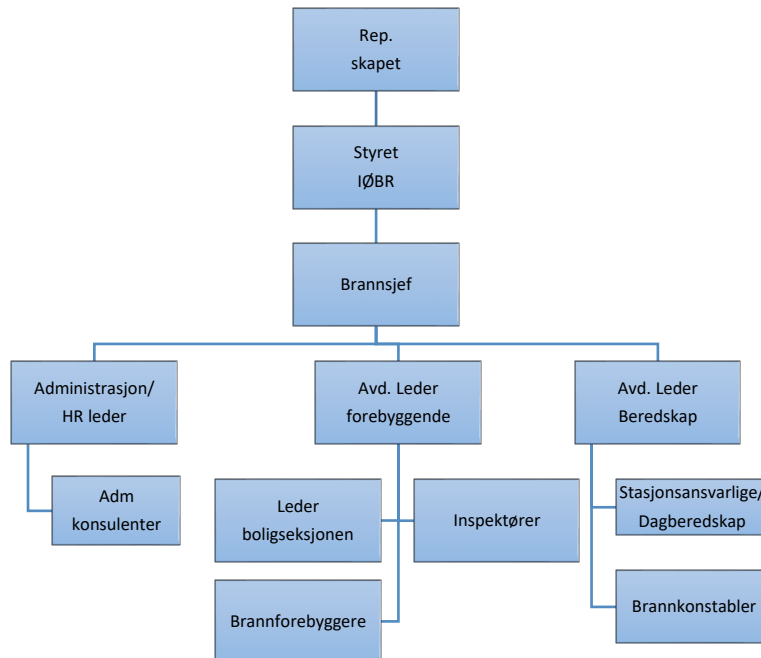 Rep.
skapet
Styret
IØBR
Brannsjef
Administrasjon/
HR leder
Avd. Leder
forebyggende
Avd. Leder
Beredskap
Adm
konsulenter
Leder
boligseksjonen
Inspektører
Stasjonsansvarlige/
Dagberedskap
Brannforebyggere
Brannkonstabler